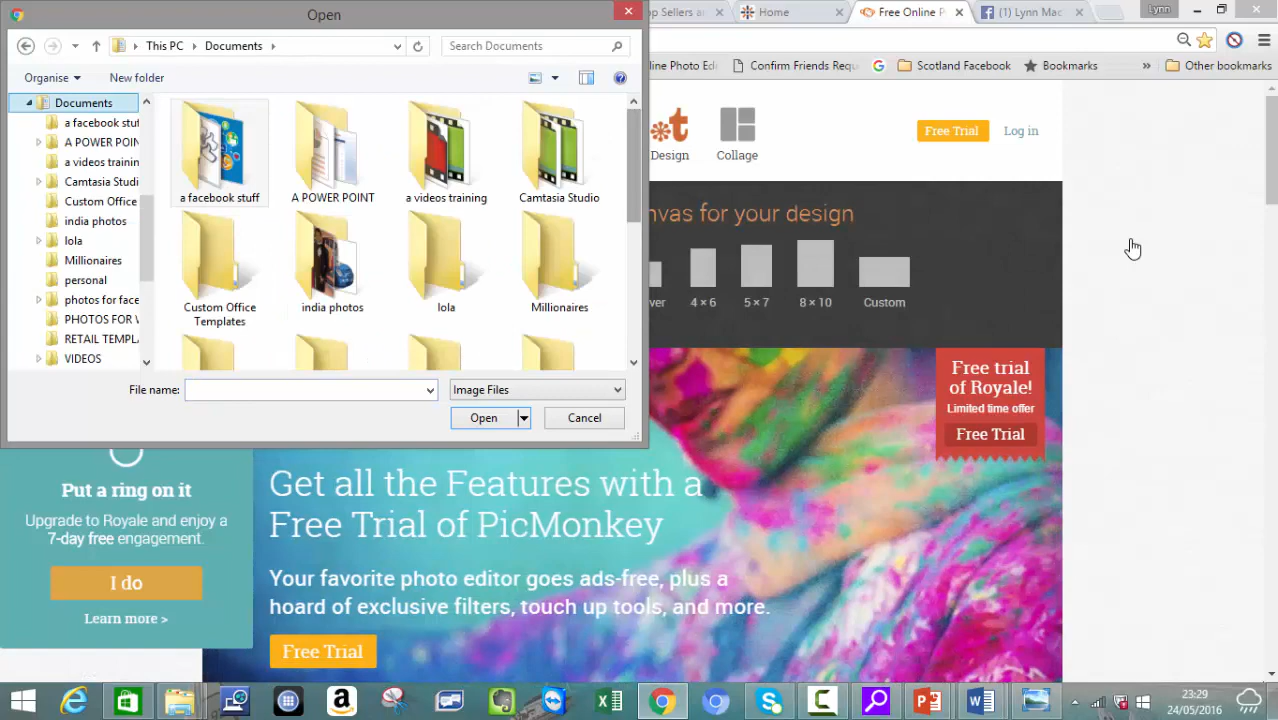 Open
op Sellers a
Home
Free Online P
(1) Lynn Mac
Lynn
This PC
Documents
Search Documents
nline Photo Edi
Confirm Friends Requ
Scotland Facebook
Bookmarks
»
Other bookmarks
Organise
New folder
Documents
a facebook stuf
A POWER POIN
a videos trainin
Camtasia Studi
Custom Office
india photos
lola
Millionaires
personal
photos for face
PHOTOS FOR W
RETAIL TEMPL
VIDEOS
a facebook stuff
A POWER POINT
a videos training
Camtasia Studio
Custom Office
Templates
india photos
lola
Millionaires
File name:
Image Files
Open
Cancel
Design
Collage
Free Trial
Log in
nvas for your design
ver
4 × 6
5 × 7
8 × 10
Custom
Free trial
of Royale!
Limited time offer
Free Trial
Put a ring on it
Upgrade to Royale and enjoy a
7-day free engagement.
I do
Learn more >
Get all the Features with a
Free Trial of PicMonkey
Your favorite photo editor goes ads-free, plus a
hoard of exclusive filters, touch up tools, and more.
Free Trial
23:29
24/05/2016